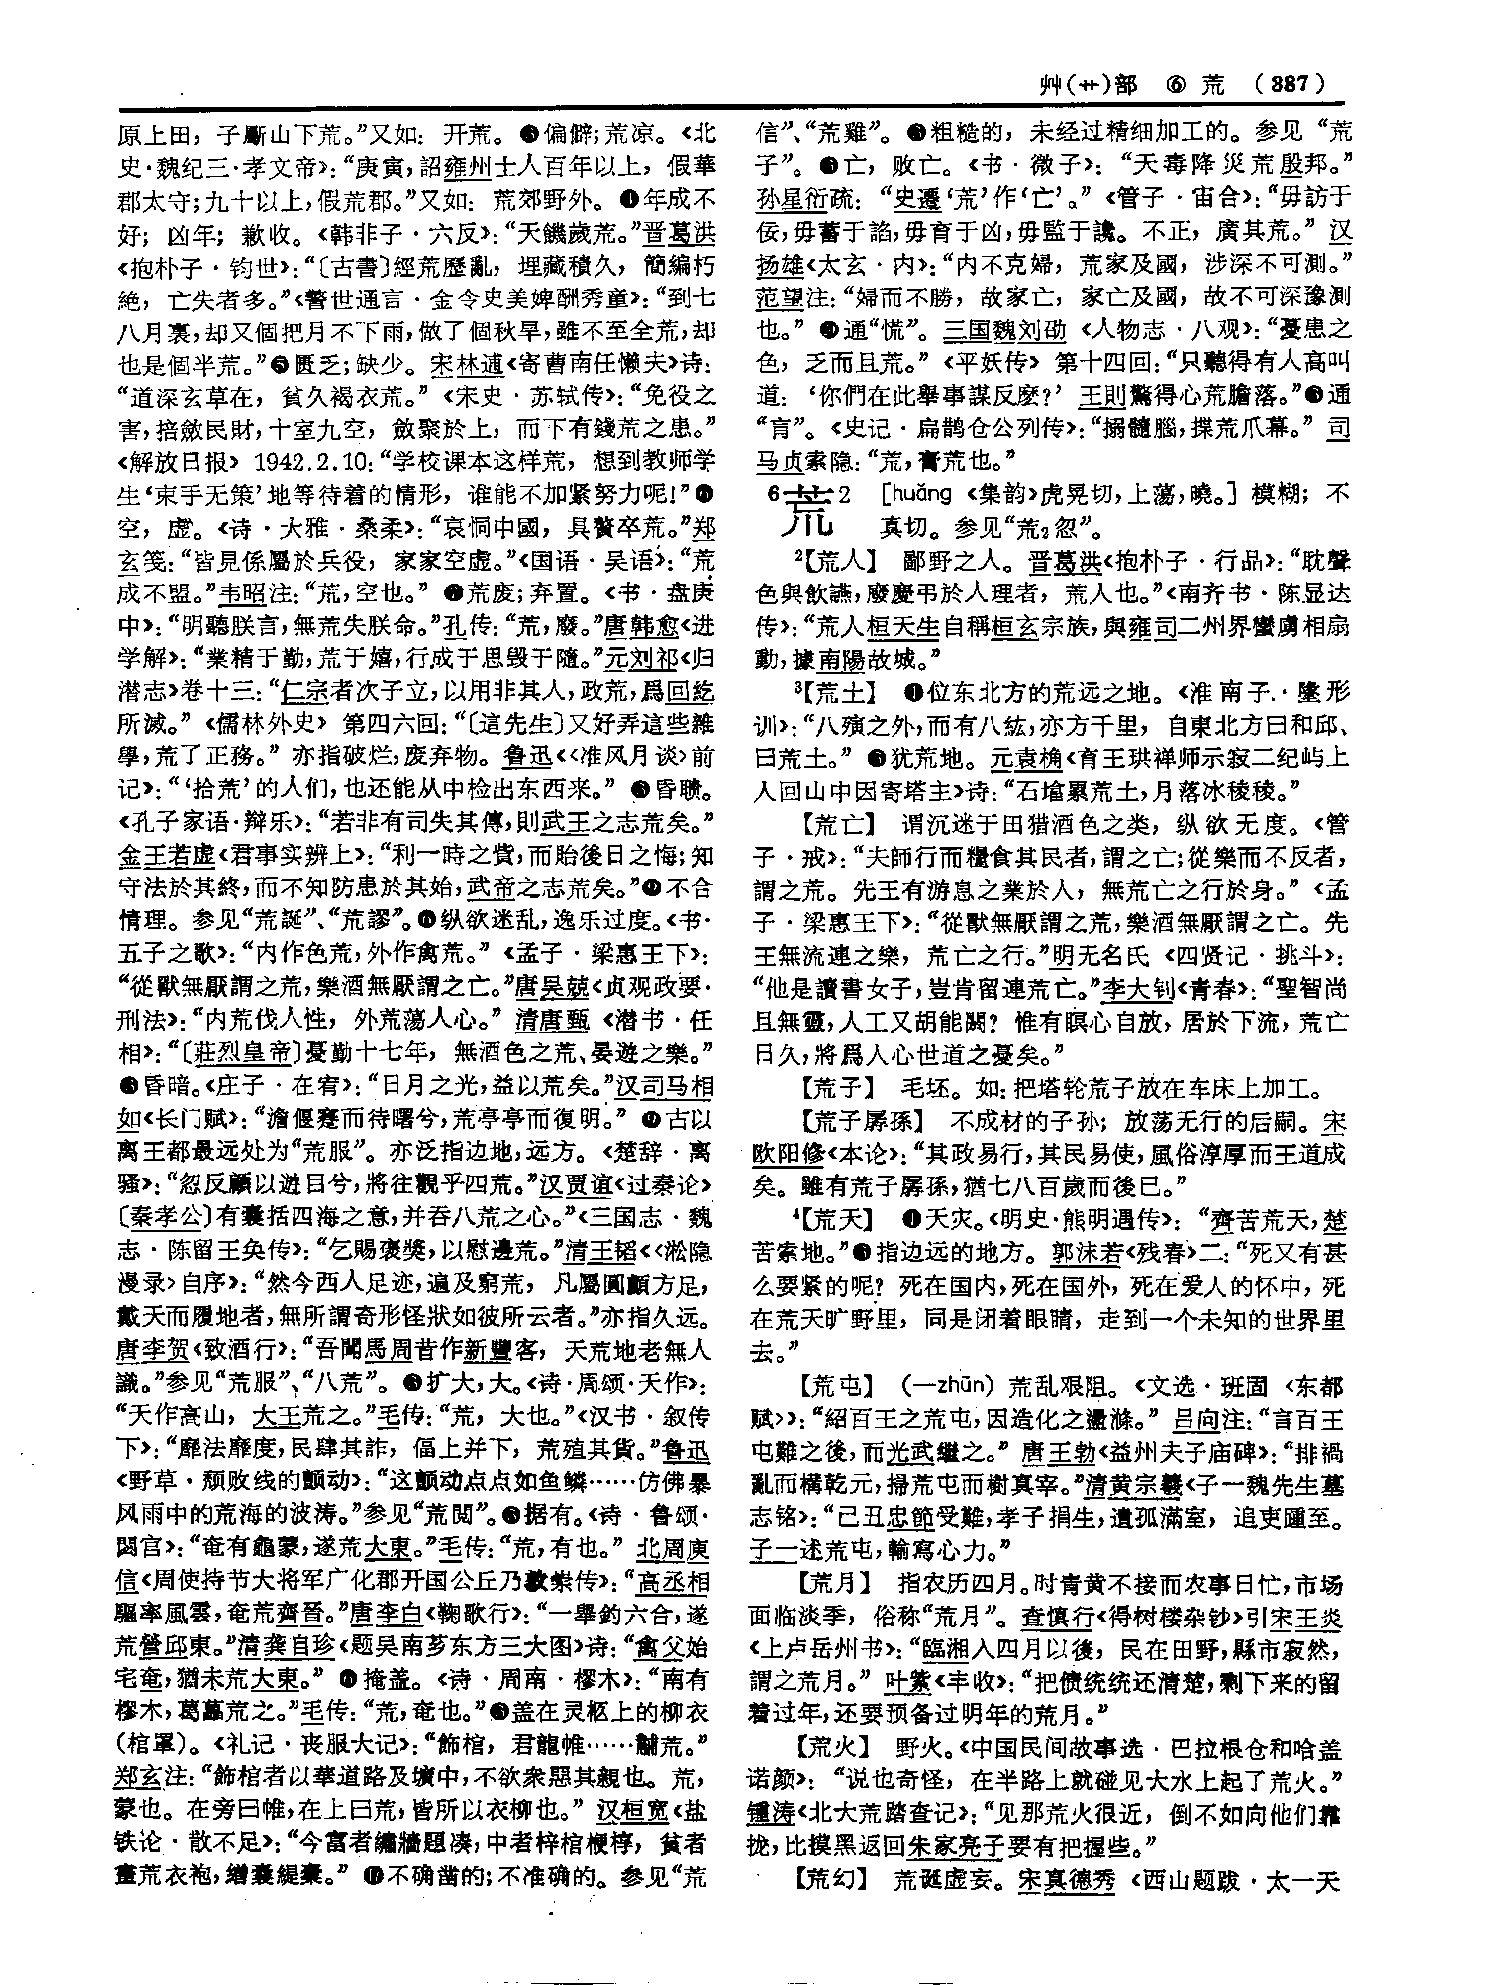 艸(艹)部 ⑥ 荒 (387)
原上田，子斸山下荒。”又如：开荒。❸偏僻；荒凉。《北
史·魏纪三·孝文帝》：“庚寅，詔雍州士人百年以上，假華
郡太守；九十以上，假荒郡。”又如：荒郊野外。❹年成不
好；凶年；歉收。《韩非子·六反》：“天饑歲荒。”晋葛洪
《抱朴子·钧世》：“〔古書〕經荒歷亂，埋藏積久，簡編朽
絶，亡失者多。”《警世通言·金令史美婢酬秀童》：“到七
八月裏，却又個把月不下雨，做了個秋旱，雖不至全荒，却
也是個半荒。”❺匮乏；缺少。宋林逋《寄曹南任懒夫》诗：
“道深玄草在，貧久褐衣荒。”《宋史·苏轼传》：“免役之
害，掊斂民財，十室九空，斂聚於上，而下有錢荒之患。”
《解放日报》1942.2.10：“学校课本这样荒，想到教师学
生‘束手无策’地等待着的情形，谁能不加紧努力呢！”❻
空，虚。《诗·大雅·桑柔》：“哀恫中國，具贅卒荒。”郑
玄笺：“皆見係屬於兵役，家家空虚。”《国语·吴语》：“荒
成不盟。”韦昭注：“荒，空也。”❼荒废；弃置。《书·盘庚
中》：“明聽朕言，無荒失朕命。”孔传：“荒，廢。”唐韩愈《进
学解》：“業精于勤，荒于嬉，行成于思毁于隨。”元刘祁《归
潜志》卷十三：“仁宗者次子立，以用非其人，政荒，爲回紇
所滅。”《儒林外史》第四六回：“〔這先生〕又好弄這些雜
學，荒了正務。”亦指破烂；废弃物。鲁迅《〈准风月谈〉前
记》：“‘拾荒’的人们，也还能从中检出东西来。”❽昏聩。
《孔子家语·辩乐》：“若非有司失其傳，則武王之志荒矣。”
金王若虚《君事实辨上》：“利一時之貲，而貽後日之悔；知
守法於其終，而不知防患於其始，武帝之志荒矣。”❾不合
情理。参见“荒誕”、“荒謬”。❿纵欲迷乱，逸乐过度。《书·
五子之歌》：“内作色荒，外作禽荒。”《孟子·梁惠王下》：
“從獸無厭謂之荒，樂酒無厭謂之亡。”唐吴兢《贞观政要·
刑法》：“内荒伐人性，外荒蕩人心。”清唐甄《潜书·任
相》：“〔莊烈皇帝〕憂勤十七年，無酒色之荒、晏遊之樂。”
⓫昏暗。《庄子·在宥》：“日月之光，益以荒矣。”汉司马相
如《长门赋》：“澹偃蹇而待曙兮，荒亭亭而復明。”⓬古以
离王都最远处为“荒服”。亦泛指边地，远方。《楚辞·离
骚》：“忽反顧以遊目兮，將往觀乎四荒。”汉贾谊《过秦论》
〔秦孝公〕有囊括四海之意，并吞八荒之心。”《三国志·魏
志·陈留王奂传》：“乞賜褒奬，以慰邊荒。”清王韬《〈淞隐
漫录〉自序》：“然今西人足迹，遍及窮荒，凡屬圓顱方足，
戴天而履地者，無所謂奇形怪狀如彼所云者。”亦指久远。
唐李贺《致酒行》：“吾聞馬周昔作新豐客，天荒地老無人
識。”参见“荒服”、“八荒”。⓭扩大，大。《诗·周颂·天作》：
“天作高山，大王荒之。”毛传：“荒，大也。”《汉书·叙传
下》：“靡法靡度，民肆其詐，偪上并下，荒殖其貨。”鲁迅
《野草·颓败线的颤动》：“这颤动点点如鱼鳞……仿佛暴
风雨中的荒海的波涛。”参见“荒閲”。⓮据有。《诗·鲁颂·
閟宫》：“奄有龜蒙，遂荒大東。”毛传：“荒，有也。”北周庾
信《周使持节大将军广化郡开国公丘乃敦崇传》：“高丞相
驅率風雲，奄荒齊晉。”唐李白《鞠歌行》：“一舉釣六合，遂
荒營邱東。”清龚自珍《题吴南芗东方三大图》诗：“禽父始
宅奄，猶未荒大東。”⓯掩盖。《诗·周南·樛木》：“南有
樛木，葛藟荒之。”毛传：“荒，奄也。”⓰盖在灵柩上的柳衣
（棺罩）。《礼记·丧服大记》：“飾棺，君龍帷……黼荒。”
郑玄注：“飾棺者以華道路及壙中，不欲衆惡其親也。荒，
蒙也。在旁曰帷，在上曰荒，皆所以衣柳也。”汉桓宽《盐
铁论·散不足》：“今富者繡牆題湊，中者梓棺楩椁，貧者
畫荒衣袍，繒囊緹橐。”⓱不确凿的；不准确的。参见“荒
信”、“荒雞”。⓲粗糙的，未经过精细加工的。参见“荒
子”。⓳亡，败亡。《书·微子》：“天毒降災荒殷邦。”
孙星衍疏：“史遷‘荒’作‘亡’。”《管子·宙合》：“毋訪于
佞，毋蓄于諂，毋育于凶，毋監于讒。不正，廣其荒。”汉
扬雄《太玄·内》：“内不克婦，荒家及國，涉深不可測。”
范望注：“婦而不勝，故家亡，家亡及國，故不可深豫測
也。”⓴通“慌”。三国魏刘劭《人物志·八观》：“憂患之
色，乏而且荒。”《平妖传》第十四回：“只聽得有人高叫
道：‘你們在此舉事謀反麽？’王則驚得心荒膽落。”㉑通
“肓”。《史记·扁鹊仓公列传》：“搦髓腦，揲荒爪幕。”司
马贞索隐：“荒，膏荒也。”
6荒2 ［huǎng《集韵》虎晃切，上蕩，曉。］模糊；不
真切。参见“荒₂忽”。
²【荒人】 鄙野之人。晋葛洪《抱朴子·行品》：“耽聲
色與飲讌，廢慶弔於人理者，荒人也。”《南齐书·陈显达
传》：“荒人桓天生自稱桓玄宗族，與雍司二州界蠻虜相扇
動，據南陽故城。”
³【荒土】 ❶位东北方的荒远之地。《淮南子·墬形
训》：“八殥之外，而有八紘，亦方千里，自東北方曰和邱、
曰荒土。”❷犹荒地。元袁桷《育王珙禅师示寂二纪屿上
人回山中因寄塔主》诗：“石墖累荒土，月落冰稜稜。”
【荒亡】 谓沉迷于田猎酒色之类，纵欲无度。《管
子·戒》：“夫師行而糧食其民者，謂之亡；從樂而不反者，
謂之荒。先王有游息之業於人，無荒亡之行於身。”《孟
子·梁惠王下》：“從獸無厭謂之荒，樂酒無厭謂之亡。先
王無流連之樂，荒亡之行。”明无名氏《四贤记·挑斗》：
“他是讀書女子，豈肯留連荒亡。”李大钊《青春》：“聖智尚
且無靈，人工又胡能闕？惟有瞑心自放，居於下流，荒亡
日久，將爲人心世道之憂矣。”
【荒子】 毛坯。如：把塔轮荒子放在车床上加工。
【荒子孱孫】 不成材的子孙；放荡无行的后嗣。宋
欧阳修《本论》：“其政易行，其民易使，風俗淳厚而王道成
矣。雖有荒子孱孫，猶七八百歲而後已。”
⁴【荒天】 ❶天灾。《明史·熊明遇传》：“齊苦荒天，楚
苦索地。”❷指边远的地方。郭沫若《残春》二：“死又有甚
么要紧的呢？死在国内，死在国外，死在爱人的怀中，死
在荒天旷野里，同是闭着眼睛，走到一个未知的世界里
去。”
【荒屯】 （—zhūn）荒乱艰阻。《文选·班固〈东都
赋〉》：“紹百王之荒屯，因造化之盪滌。”吕向注：“言百王
屯難之後，而光武繼之。”唐王勃《益州夫子庙碑》：“排禍
亂而構乾元，掃荒屯而樹真宰。”清黄宗羲《子一魏先生墓
志铭》：“己丑忠節受難，孝子捐生，遺孤滿室，追吏踵至。
子一述荒屯，輸寫心力。”
【荒月】 指农历四月。时青黄不接而农事日忙，市场
面临淡季，俗称“荒月”。查慎行《得树楼杂钞》引宋王炎
《上卢岳州书》：“臨湘入四月以後，民在田野，縣市寂然，
謂之荒月。”叶紫《丰收》：“把债统统还清楚，剩下来的留
着过年，还要预备过明年的荒月。”
【荒火】 野火。《中国民间故事选·巴拉根仓和哈盖
诺颜》：“说也奇怪，在半路上就碰见大水上起了荒火。”
锺涛《北大荒踏查记》：“见那荒火很近，倒不如向他们靠
拢，比摸黑返回朱家亮子要有把握些。”
【荒幻】 荒诞虚妄。宋真德秀《西山题跋·太一天